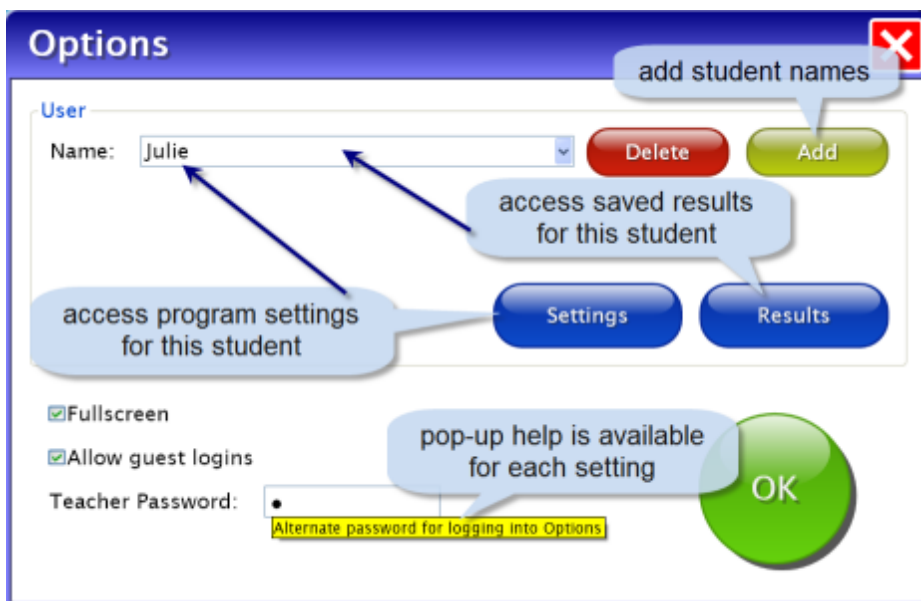 Options
add student names
User
Name: Julie Delete Add
access saved results
for this student
access program settings
for this student
Settings Results
Fullscreen
Allow guest logins
pop-up help is available
for each setting
OK
Teacher Password: •
Alternate password for logging into Options